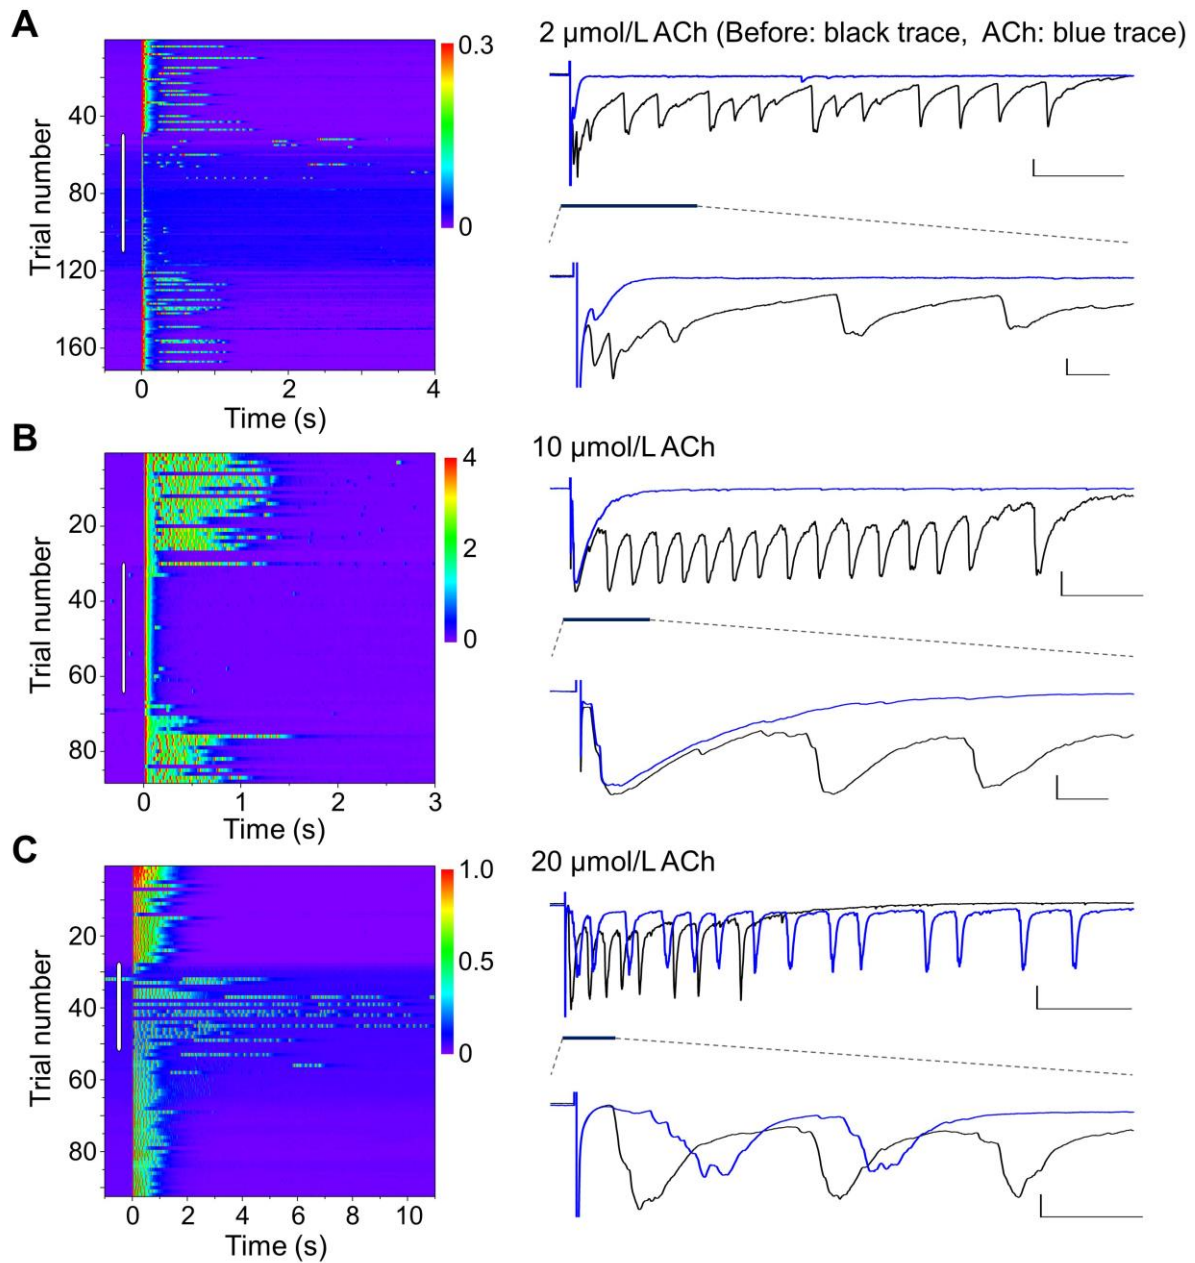 A
2 µmol/L ACh (Before: black trace, ACh: blue trace)
0.3
0
Trial number
40
80
120
160
0 2 4
Time (s)
B
10 µmol/L ACh
4
2
0
Trial number
20
40
60
80
0 1 2 3
Time (s)
C
20 µmol/L ACh
1.0
0.5
0
Trial number
20
40
60
80
0 2 4 6 8 10
Time (s)